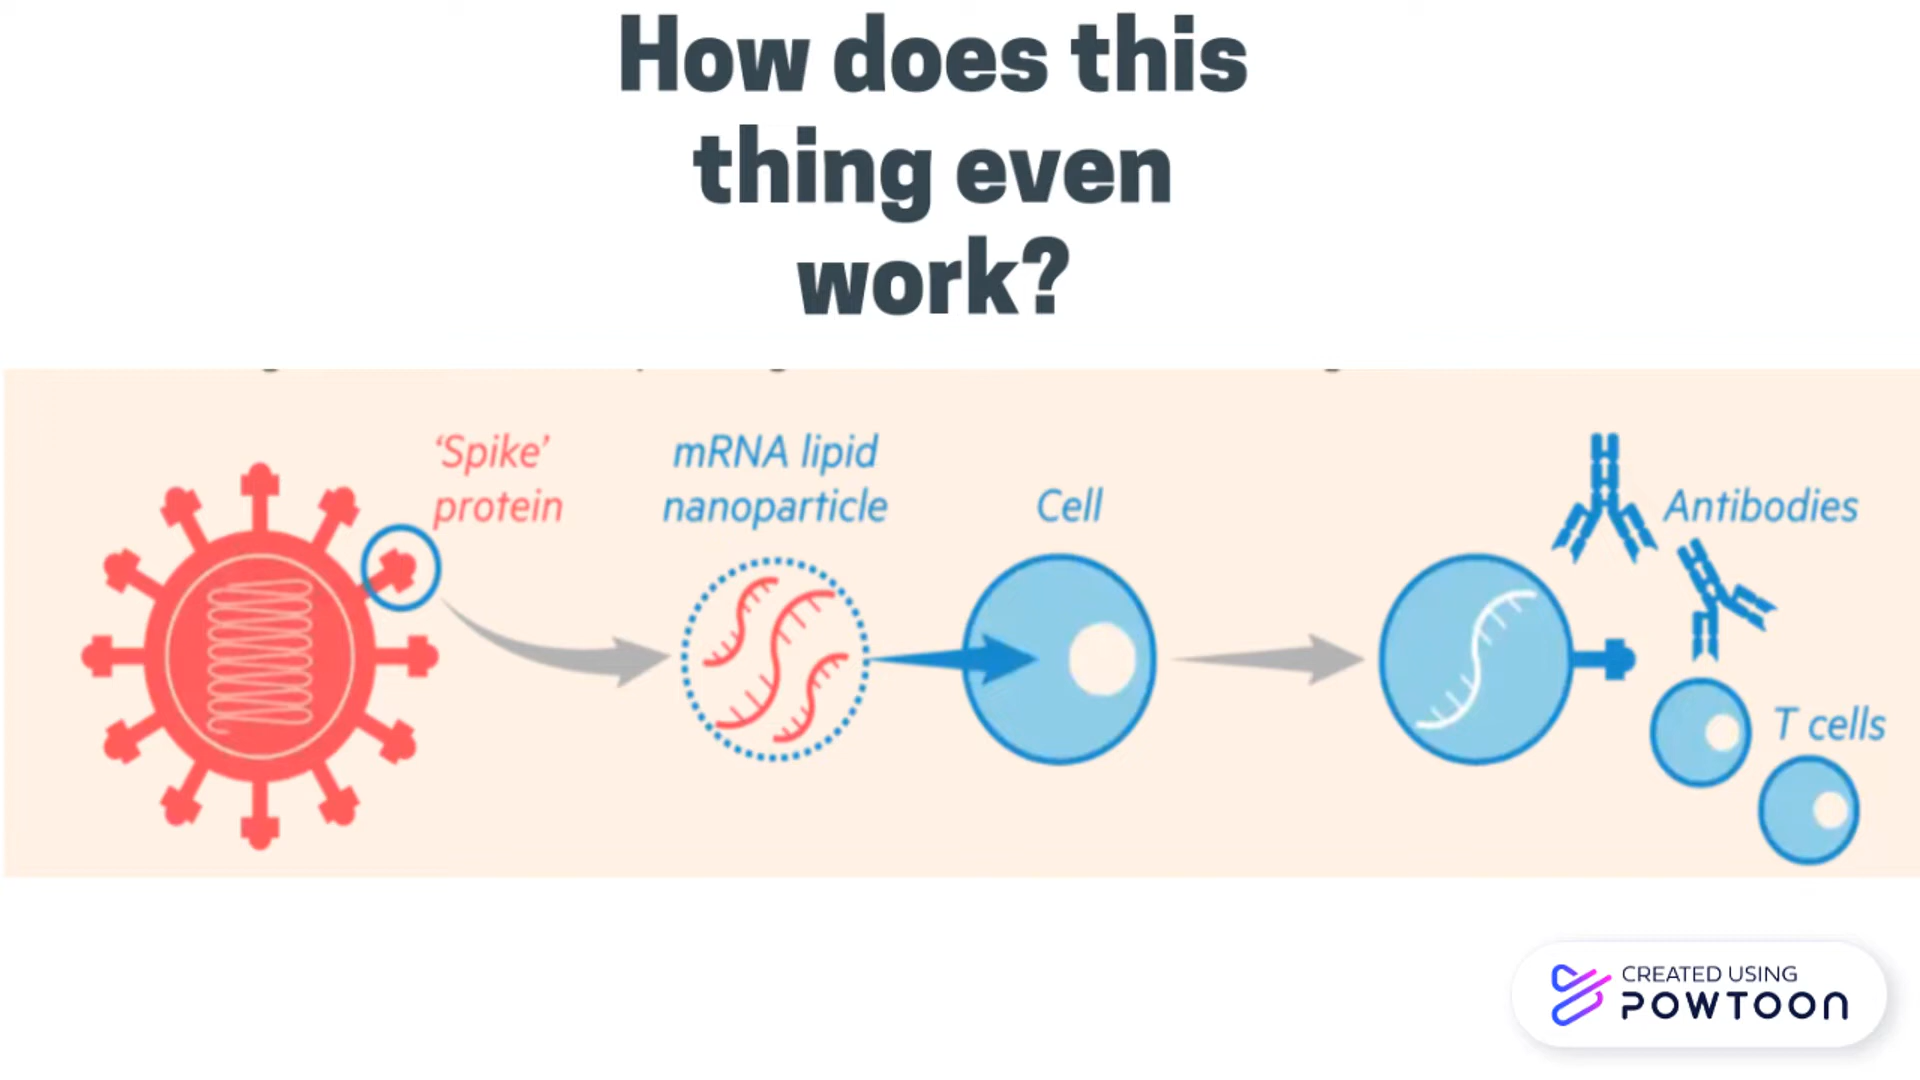 How does this
thing even
work?
‘Spike’
protein
mRNA lipid
nanoparticle
Cell
Antibodies
T cells
CREATED USING
POWTOON